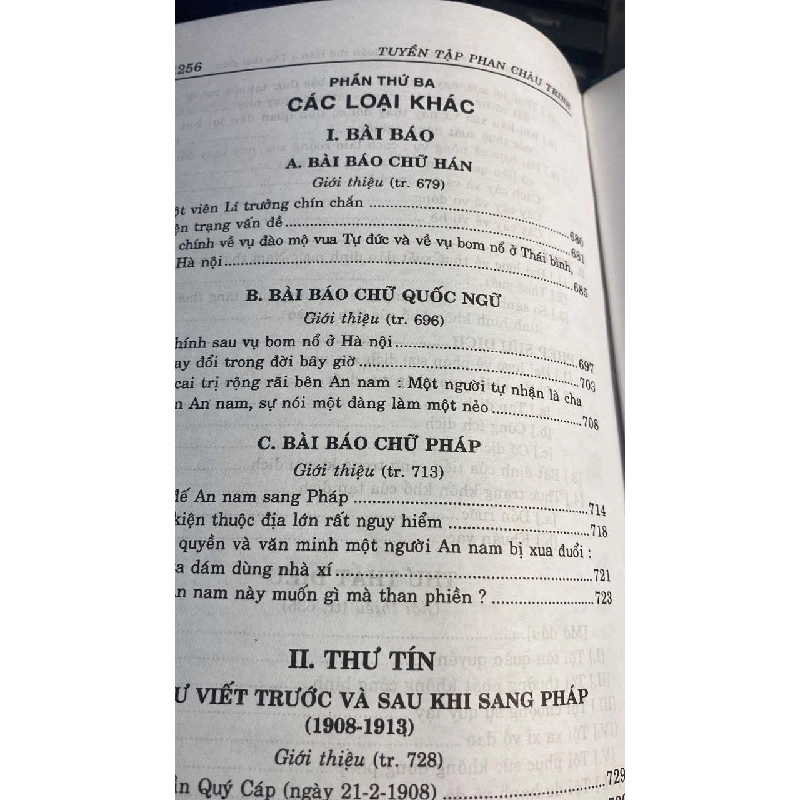 256 TUYỂN TẬP PHAN CHÂU TRINH
PHẦN THỨ BA
CÁC LOẠI KHÁC
I. BÀI BÁO
A. BÀI BÁO CHỮ HÁN
Giới thiệu (tr. 679)
ột viên Lí trưởng chín chắn ........ 680
ện trạng vấn đề ........ 681
chính về vụ đào mộ vua Tự đức và về vụ bom nổ ở Thái bình,
Hà nội ........ 685
B. BÀI BÁO CHỮ QUỐC NGỮ
Giới thiệu (tr. 696)
hính sau vụ bom nổ ở Hà nội ........ 697
ay đổi trong đời bây giờ ........ 703
cai trị rộng rãi bên An nam : Một người tự nhận là cha
n An nam, sự nói một đàng làm một nẻo ........ 708
C. BÀI BÁO CHỮ PHÁP
Giới thiệu (tr. 713)
đế An nam sang Pháp ........ 714
kiện thuộc địa lớn rất nguy hiểm ........ 718
quyền và văn minh một người An nam bị xua đuổi :
a dám dùng nhà xí ........ 721
n nam này muốn gì mà than phiền ? ........ 723
II. THƯ TÍN
Ư VIẾT TRƯỚC VÀ SAU KHI SANG PHÁP
(1908-1913)
Giới thiệu (tr. 728)
ần Quý Cáp (ngày 21-2-1908) ........ 729